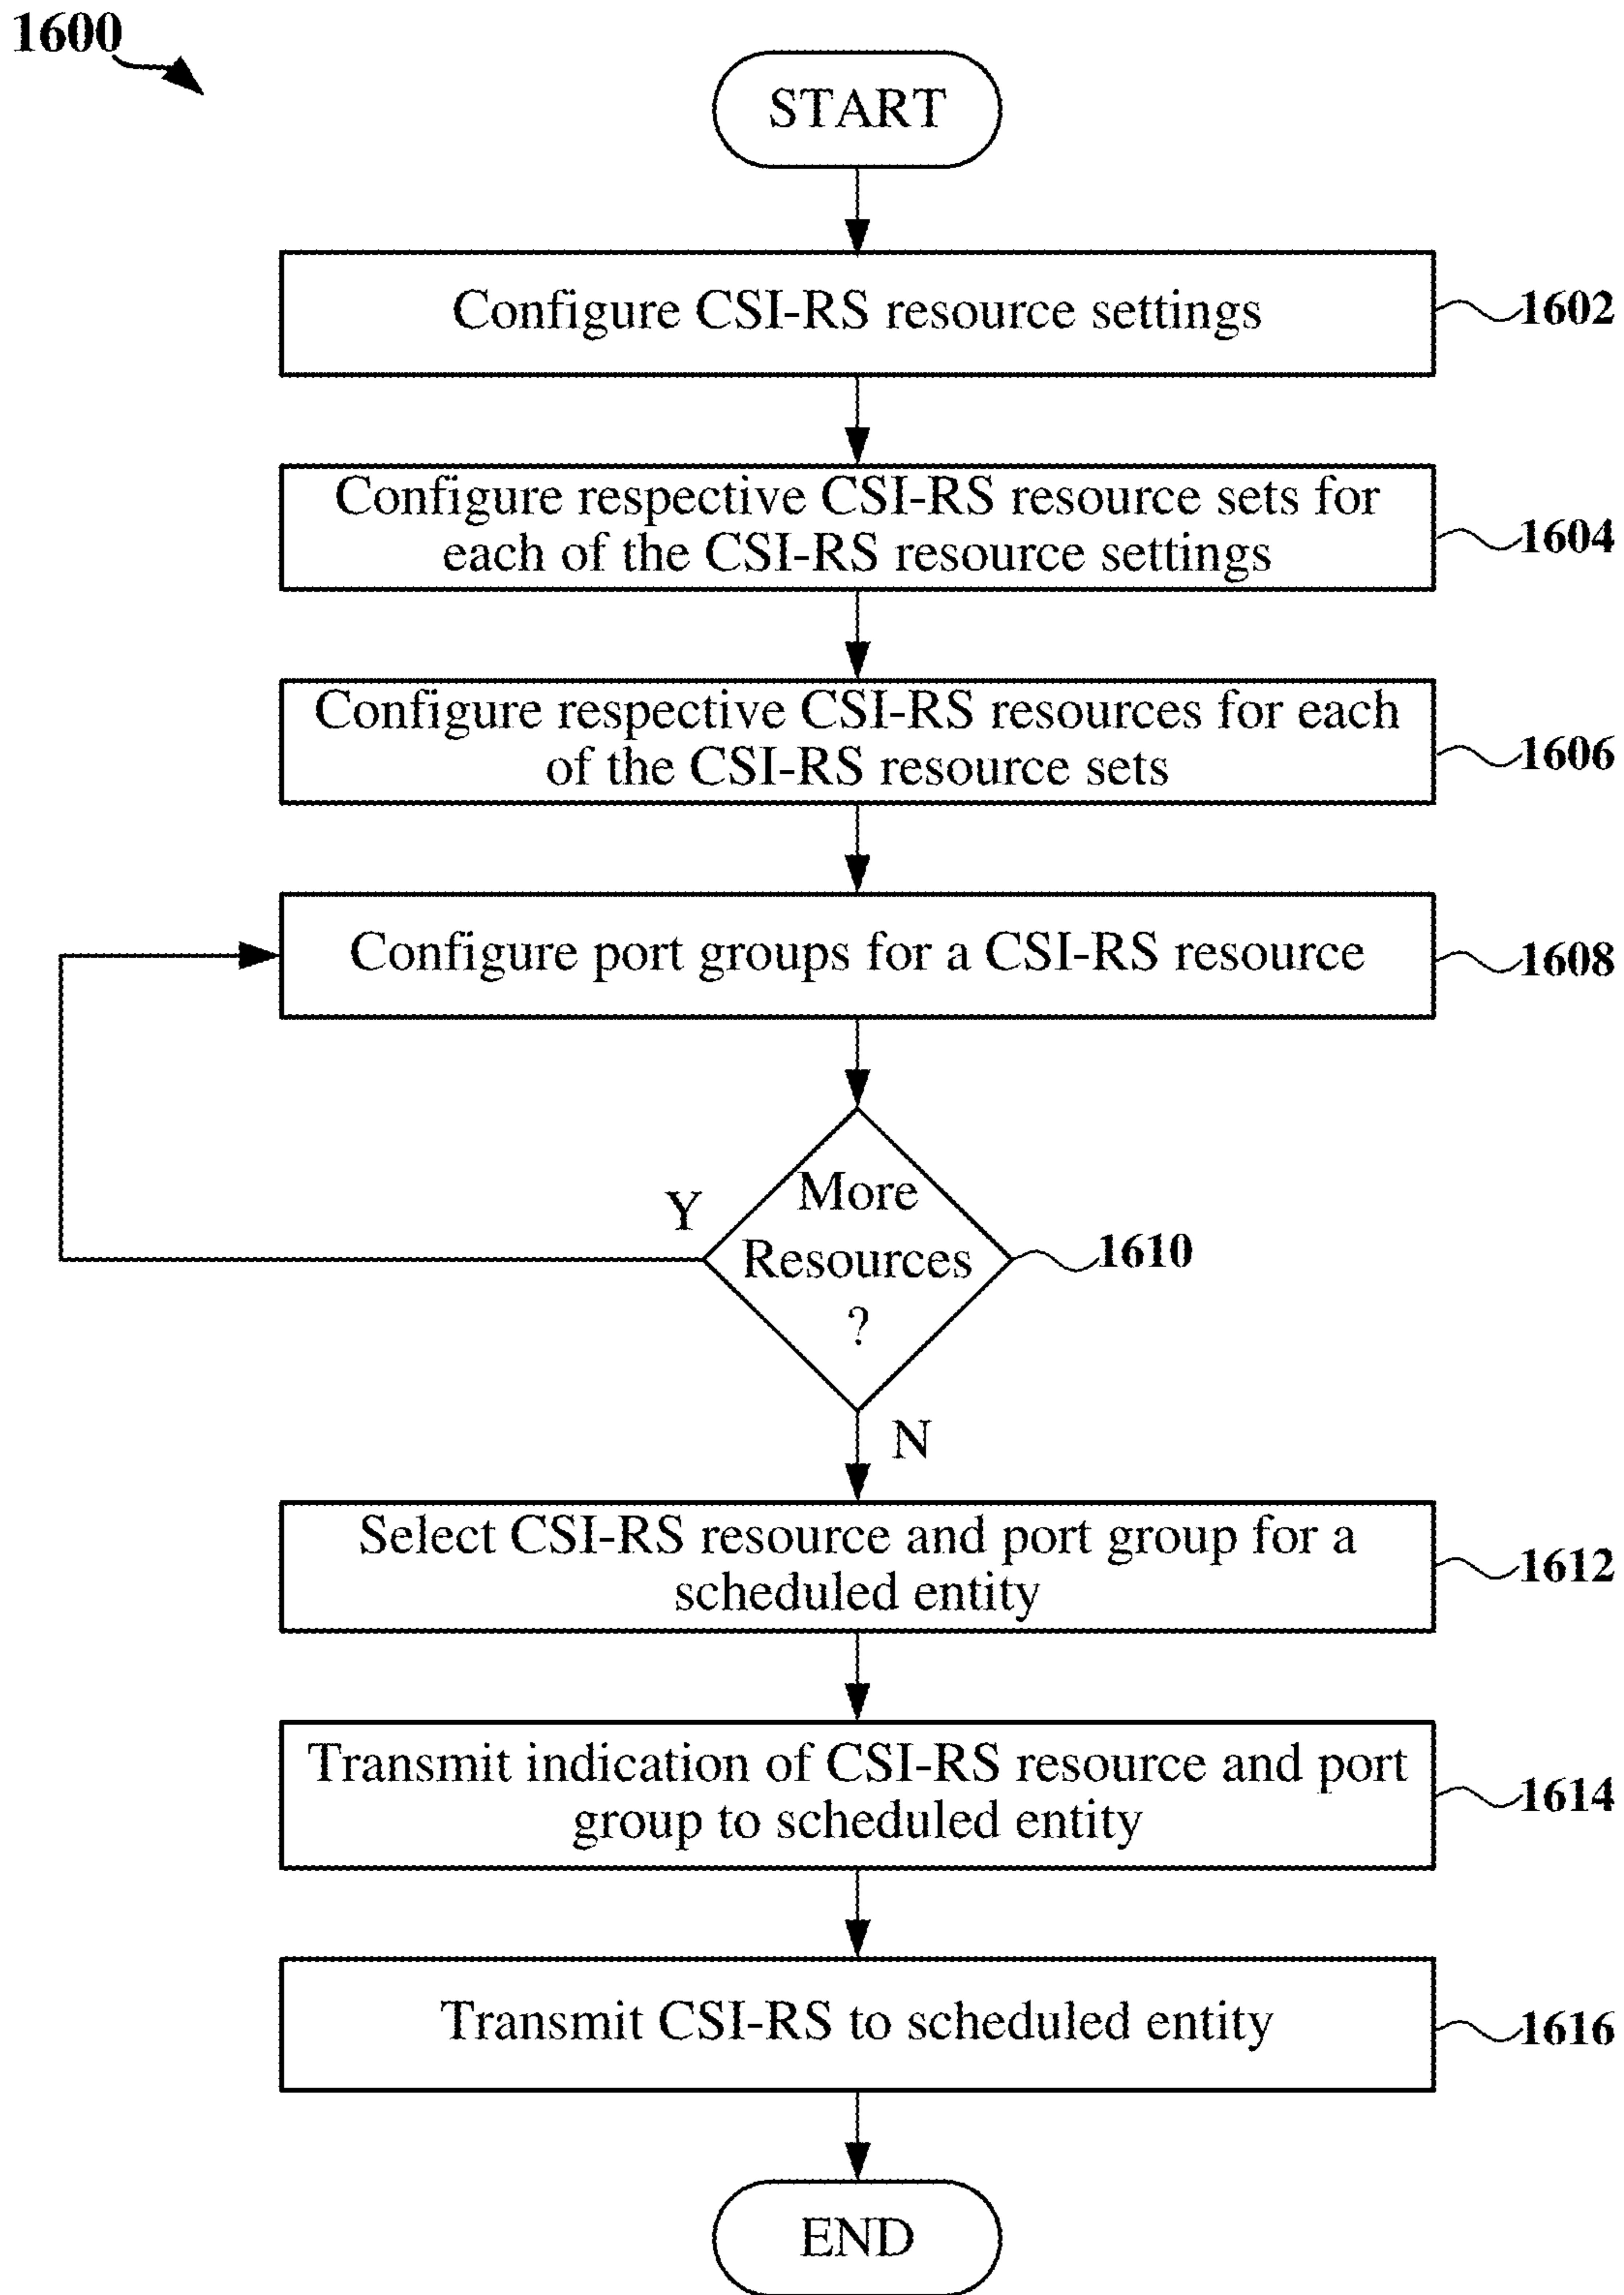 1600
START
Configure CSI-RS resource settings
1602
Configure respective CSI-RS resource sets for
each of the CSI-RS resource settings
1604
Configure respective CSI-RS resources for each
of the CSI-RS resource sets
1606
Configure port groups for a CSI-RS resource
1608
More
Resources
?
1610
Y
N
Select CSI-RS resource and port group for a
scheduled entity
1612
Transmit indication of CSI-RS resource and port
group to scheduled entity
1614
Transmit CSI-RS to scheduled entity
1616
END